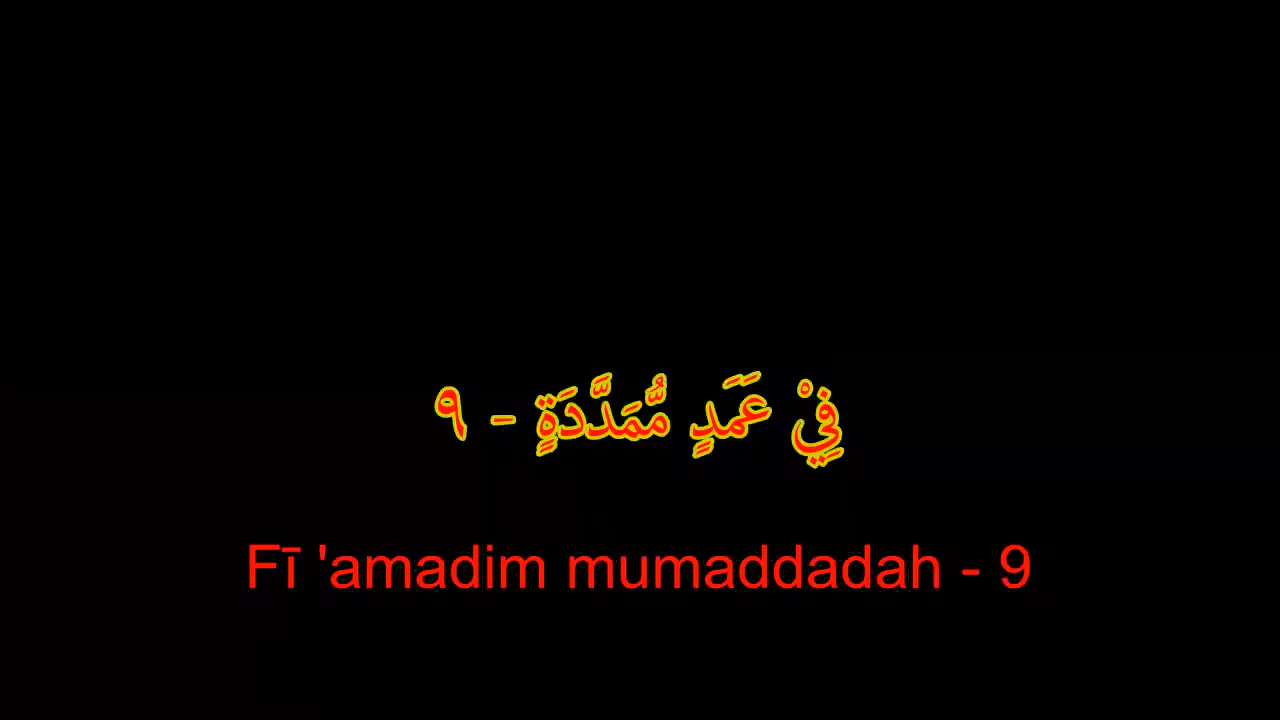 فِيْ عَمَدٍ مُّمَدَّدَةٍ - ٩
Fī 'amadim mumaddadah - 9